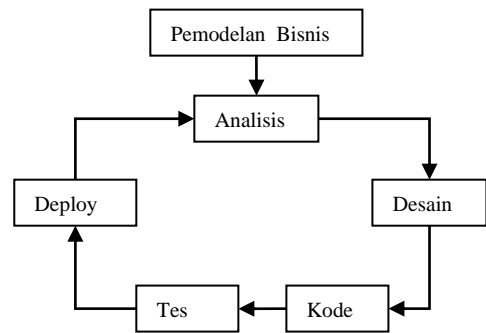 Pemodelan Bisnis
Analisis
Desain
Kode
Tes
Deploy